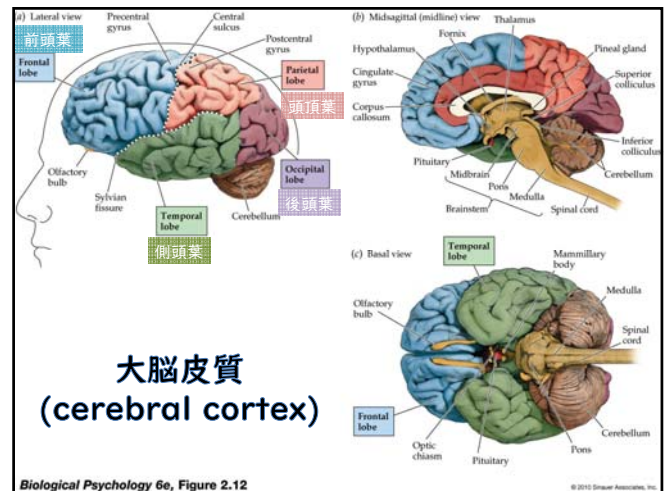 (a) Lateral view
Precentral
gyrus
Central
sulcus
Postcentral
gyrus
前頭葉
Frontal
lobe
Parietal
lobe
頭頂葉
Olfactory
bulb
Sylvian
fissure
Temporal
lobe
側頭葉
Cerebellum
Occipital
lobe
後頭葉
(b) Midsagittal (midline) view
Thalamus
Fornix
Hypothalamus
Cingulate
gyrus
Corpus
callosum
Pineal gland
Superior
colliculus
Inferior
colliculus
Cerebellum
Pituitary
Midbrain
Pons
Medulla
Brainstem
Spinal cord
(c) Basal view
Temporal
lobe
Mammillary
body
Medulla
Olfactory
bulb
Spinal
cord
Frontal
lobe
Optic
chiasm
Pituitary
Pons
Cerebellum
大脳皮質
(cerebral cortex)
Biological Psychology 6e, Figure 2.12
© 2010 Sinauer Associates, Inc.